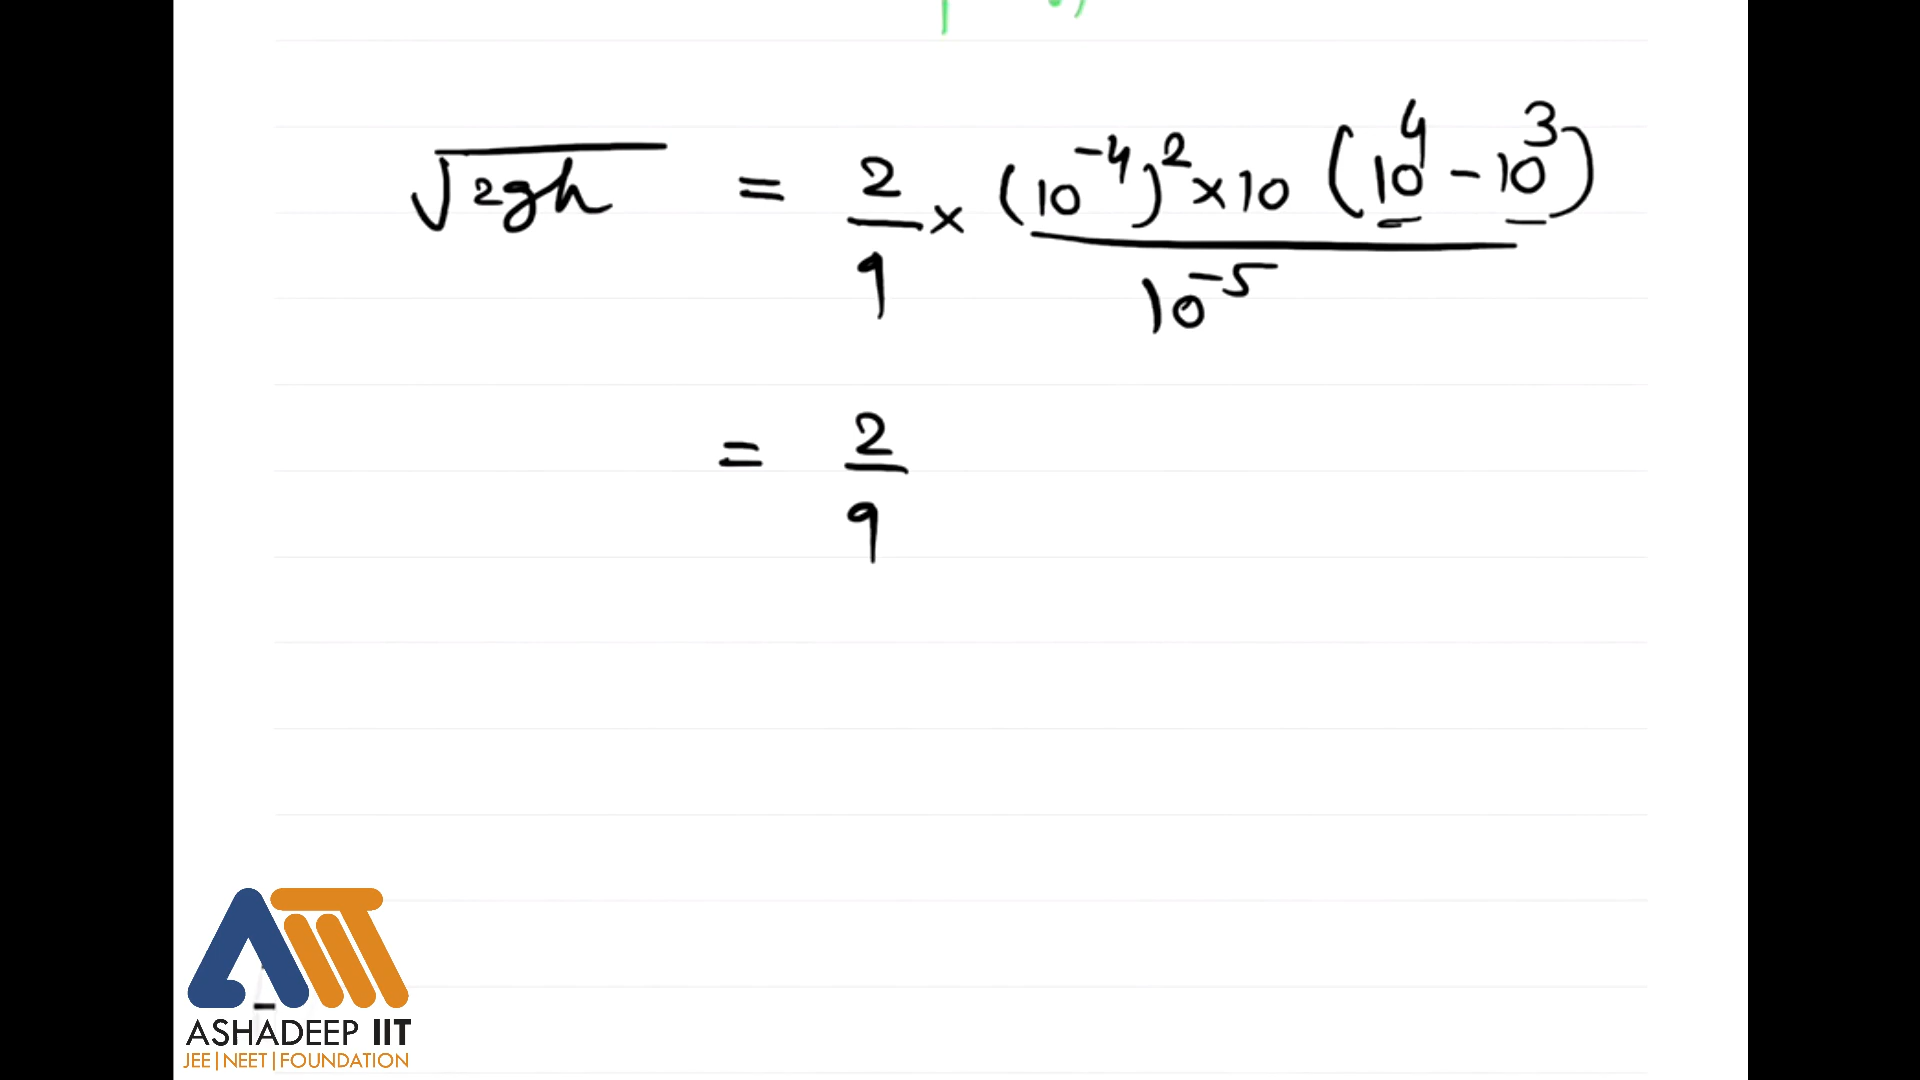 √2gh = 2/9 × (10⁻⁴)² × 10 (10⁴ - 10³) / 10⁻⁵
= 2/9
ASHADEEP IIT
JEE|NEET|FOUNDATION